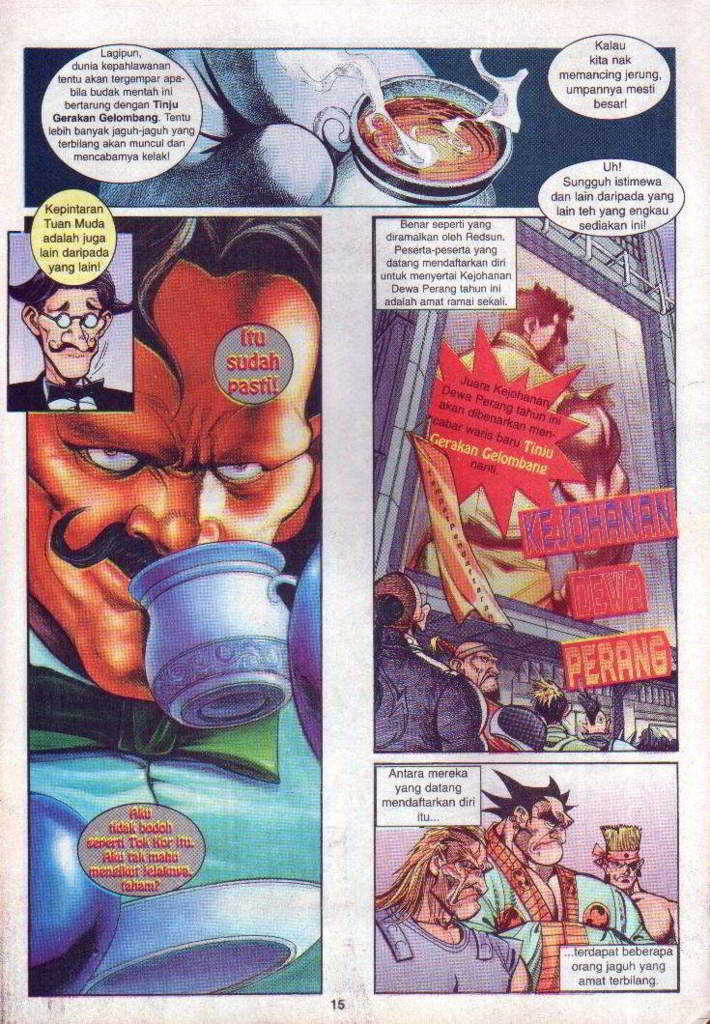 Lagipun,
dunia kepahlawanan
tentu akan tergempar apa-
bila budak mentah ini
bertarung dengan Tinju
Gerakan Gelombang. Tentu
lebih banyak jaguh-jaguh yang
terbilang akan muncul dan
mencabarnya kelak!
Kalau
kita nak
memancing jerung,
umpannya mesti
besar!
Uh!
Sungguh istimewa
dan lain daripada yang
lain teh yang engkau
sediakan ini!
Kepintaran
Tuan Muda
adalah juga
lain daripada
yang lain!
Itu
sudah
pasti!
Aku
tidak bodoh
seperti Tok Kor itu.
Aku tak mahu
mengikut jejaknya,
faham?
Benar seperti yang
diramalkan oleh Redsun.
Peserta-peserta yang
datang mendaftarkan diri
untuk menyertai Kejohanan
Dewa Perang tahun ini
adalah amat ramai sekali.
Juara Kejohanan
Dewa Perang tahun ini
akan dibenarkan men-
cabar waris baru Tinju
Gerakan Gelombang
nanti.
KEJOHANAN
DEWA
PERANG
Antara mereka
yang datang
mendaftarkan diri
itu...
...terdapat beberapa
orang jaguh yang
amat terbilang.
15